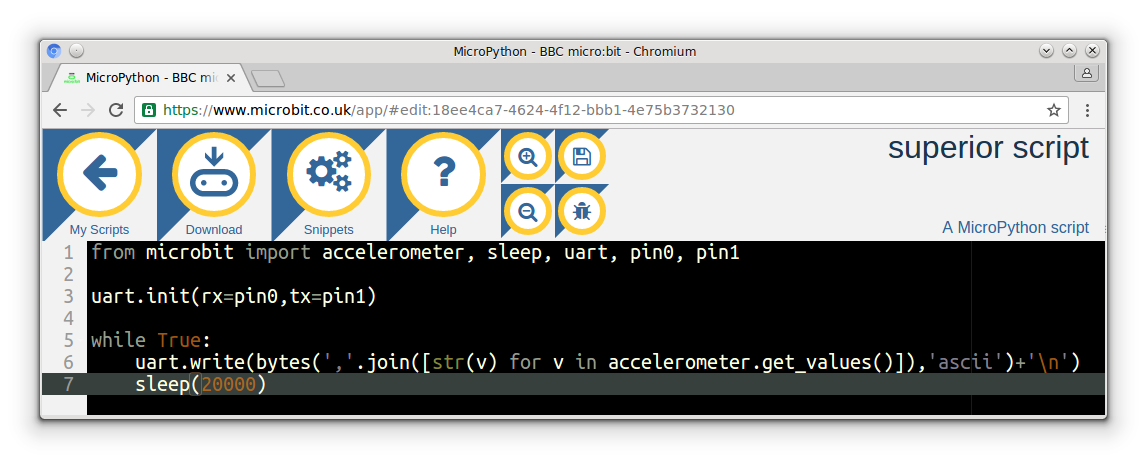 MicroPython - BBC micro:bit - Chromium
MicroPython - BBC mi
https://www.microbit.co.uk/app/#edit:18ee4ca7-4624-4f12-bbb1-4e75b3732130
superior script
My Scripts Download Snippets ? Help A MicroPython script
1 from microbit import accelerometer, sleep, uart, pin0, pin1
2
3 uart.init(rx=pin0,tx=pin1)
4
5 while True:
6 uart.write(bytes(','.join([str(v) for v in accelerometer.get_values()]),'ascii')+'\n')
7 sleep(20000)